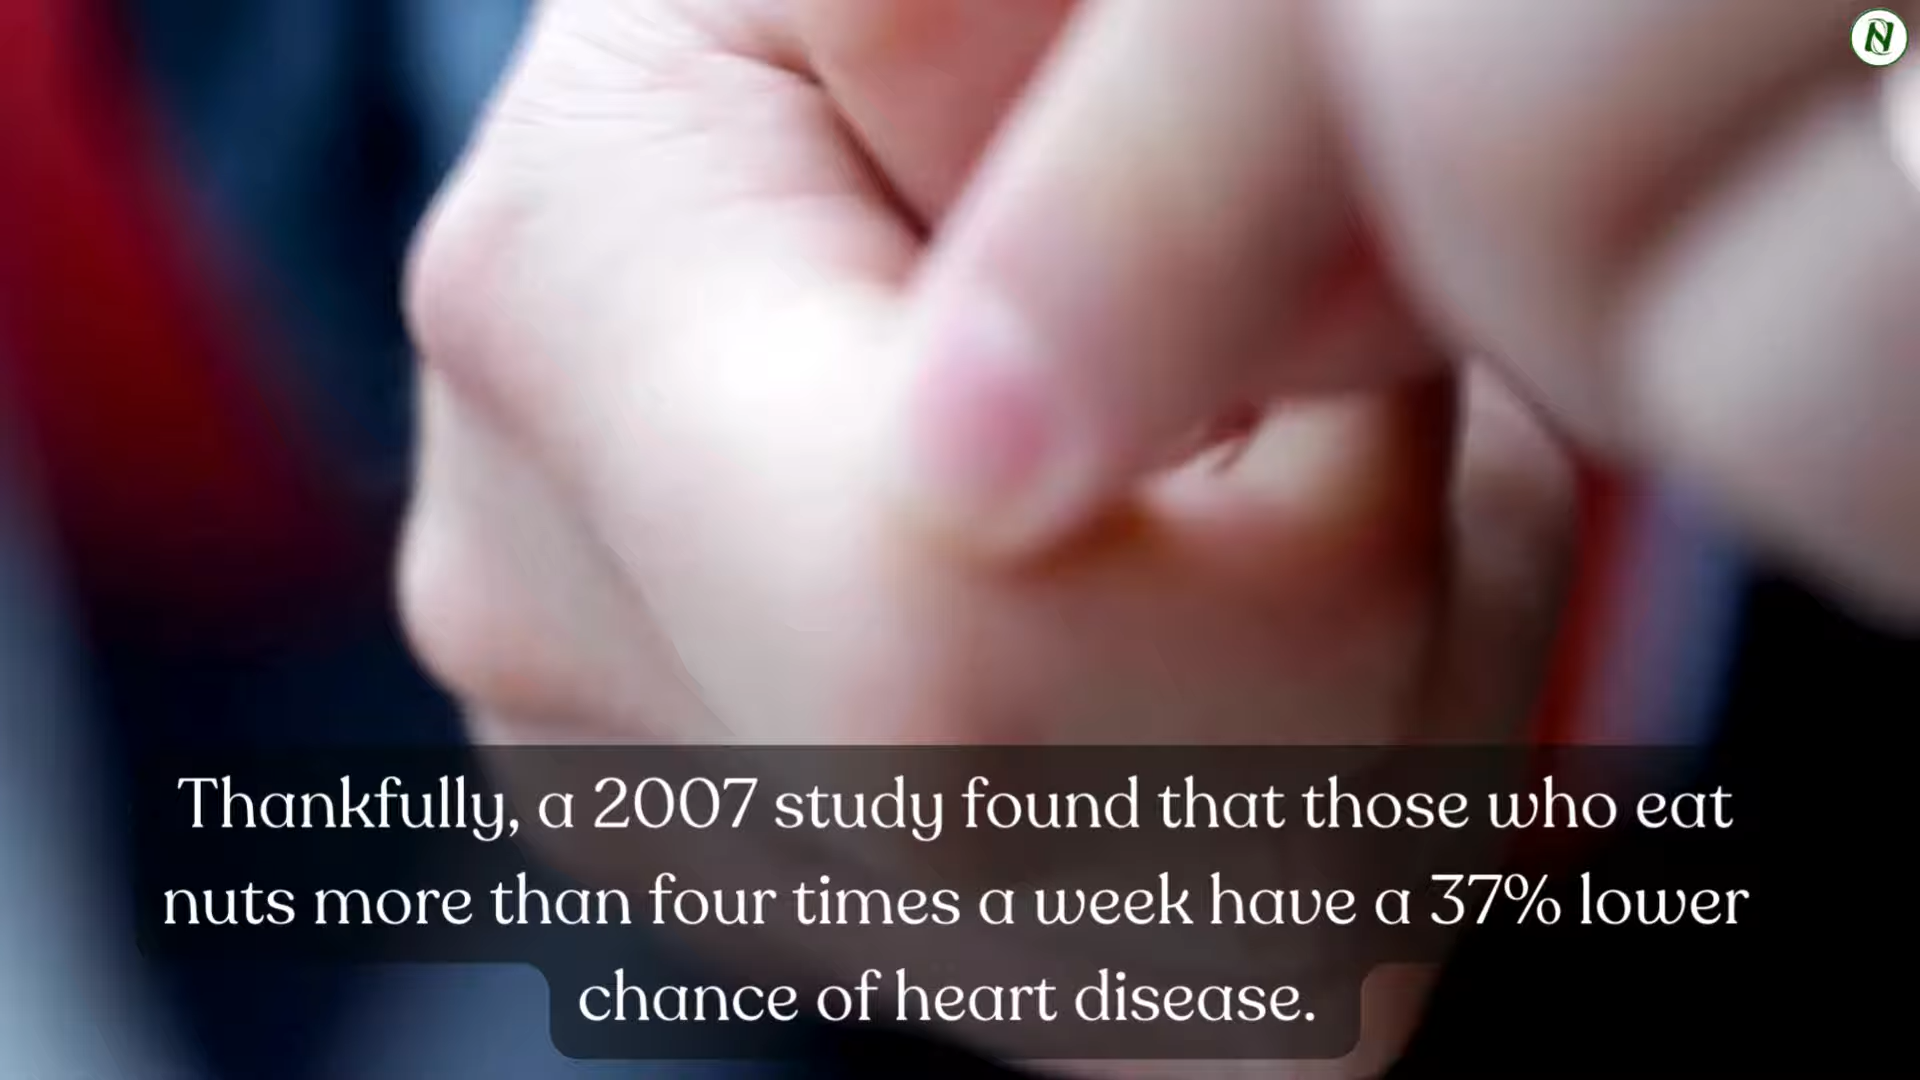 N
Thankfully, a 2007 study found that those who eat
nuts more than four times a week have a 37% lower
chance of heart disease.